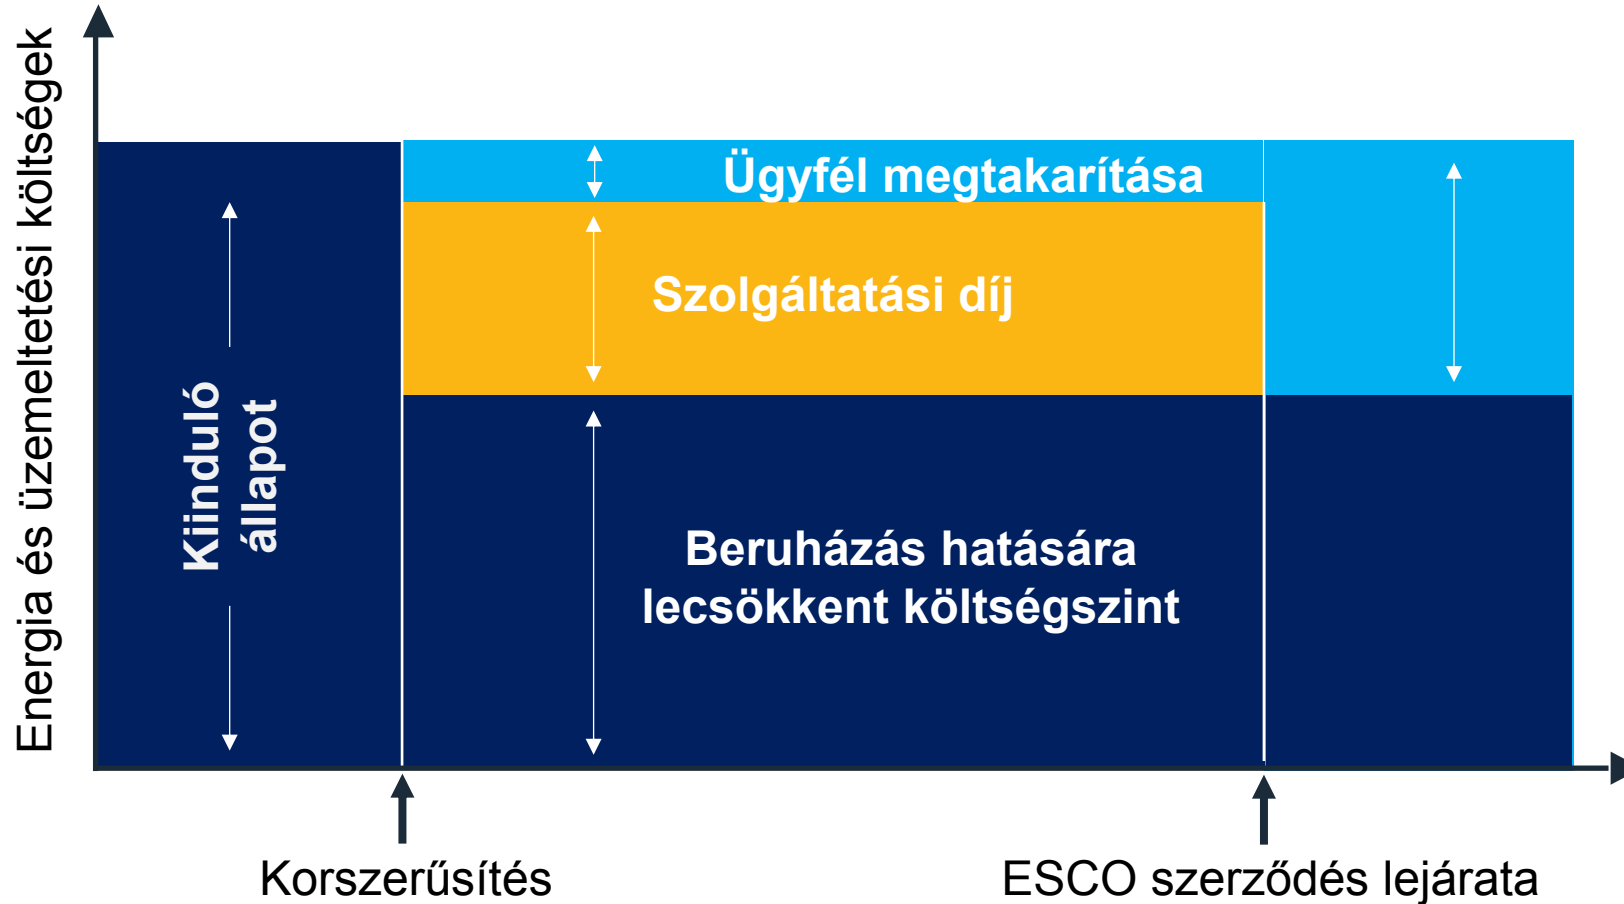 Energia és üzemeltetési költségek
Ügyfél megtakarítása
Szolgáltatási díj
Kiinduló
állapot
Beruházás hatására
lecsökkent költségszint
Korszerűsítés
ESCO szerződés lejárata